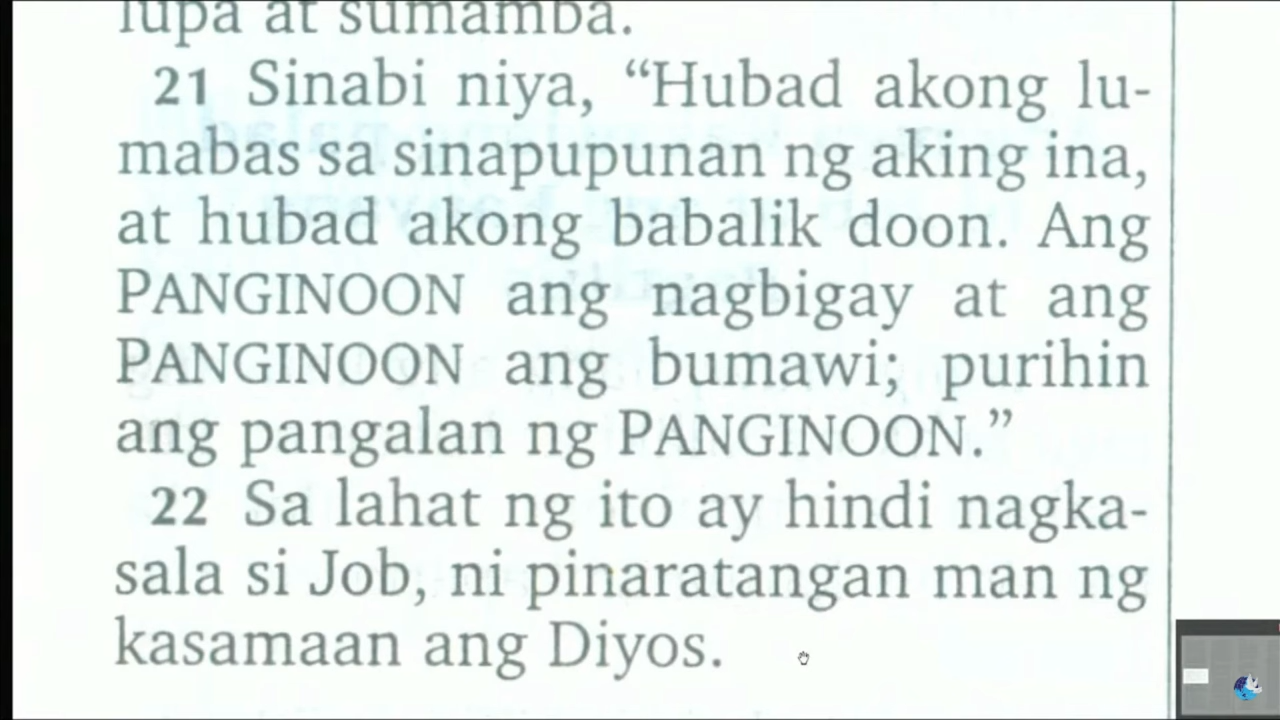 lupa at sumamba.
21 Sinabi niya, “Hubad akong lu-
mabas sa sinapupunan ng aking ina,
at hubad akong babalik doon. Ang
PANGINOON ang nagbigay at ang
PANGINOON ang bumawi; purihin
ang pangalan ng PANGINOON.”
22 Sa lahat ng ito ay hindi nagka-
sala si Job, ni pinaratangan man ng
kasamaan ang Diyos.